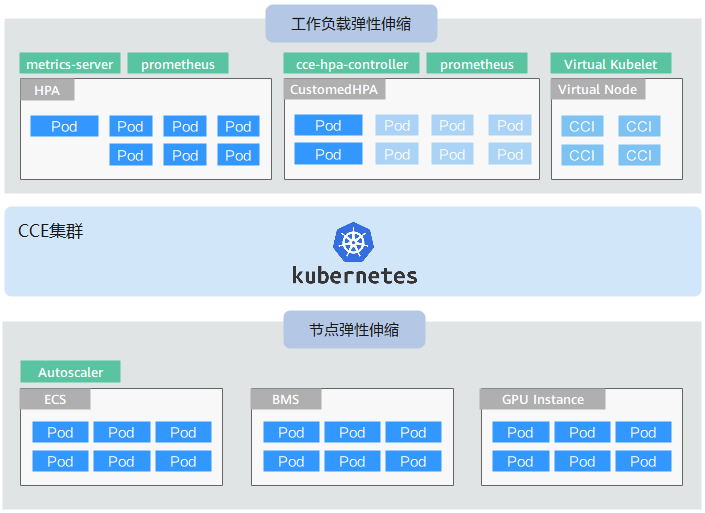 工作负载弹性伸缩
metrics-server prometheus cce-hpa-controller prometheus Virtual Kubelet
HPA CustomedHPA Virtual Node
Pod Pod Pod Pod Pod Pod Pod Pod CCI CCI
Pod Pod Pod Pod Pod Pod Pod CCI CCI
CCE集群
kubernetes
节点弹性伸缩
Autoscaler
ECS BMS GPU Instance
Pod Pod Pod Pod Pod Pod Pod Pod Pod
Pod Pod Pod Pod Pod Pod Pod Pod Pod